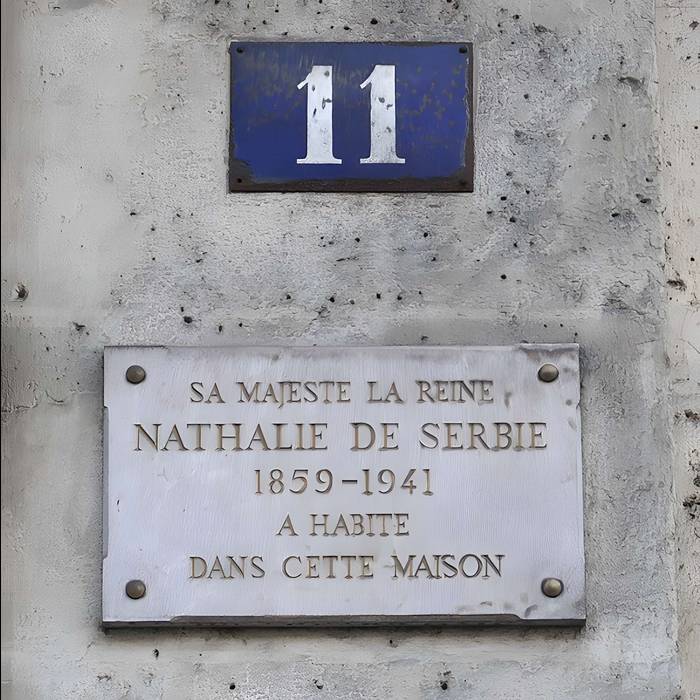 11
SA MAJESTE LA REINE
NATHALIE DE SERBIE
1859-1941
A HABITE
DANS CETTE MAISON